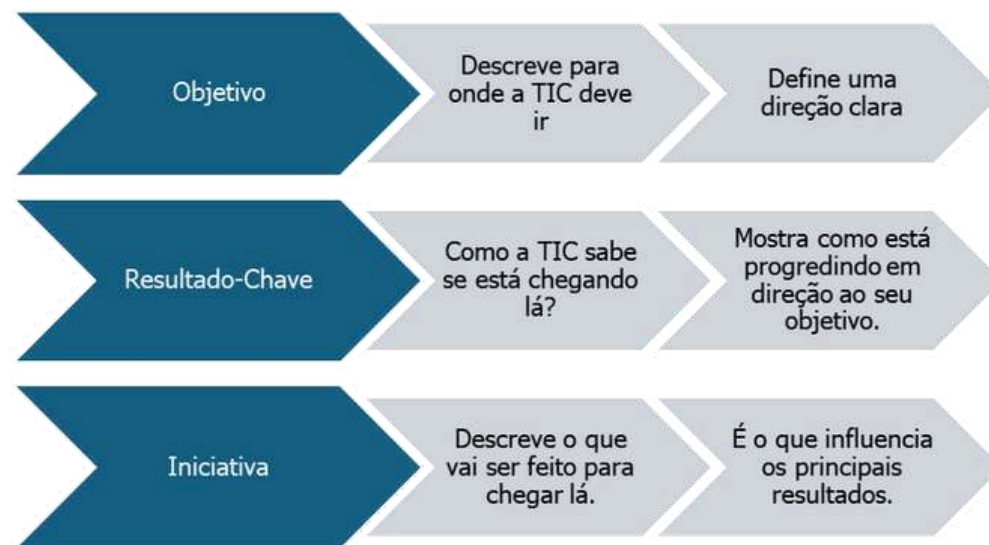 Objetivo
Descreve para
onde a TIC deve
ir
Define uma
direção clara
Resultado-Chave
Como a TIC sabe
se está chegando
lá?
Mostra como está
progredindo em
direção ao seu
objetivo.
Iniciativa
Descreve o que
vai ser feito para
chegar lá.
É o que influencia
os principais
resultados.